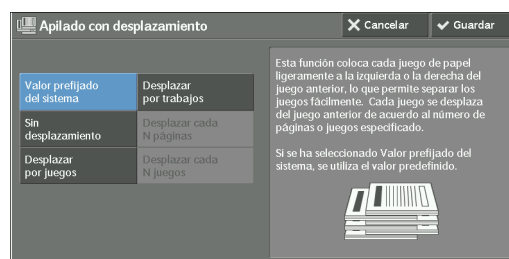 Apilado con desplazamiento
Cancelar
Guardar
Valor prefijado
del sistema
Desplazar
por trabajos
Sin
desplazamiento
Desplazar cada
N páginas
Desplazar
por juegos
Desplazar cada
N juegos
Esta función coloca cada juego de papel
ligeramente a la izquierda o la derecha del
juego anterior, lo que permite separar los
juegos fácilmente. Cada juego se desplaza
del juego anterior de acuerdo al número de
páginas o juegos especificado.
Si se ha seleccionado Valor prefijado del
sistema, se utiliza el valor predefinido.